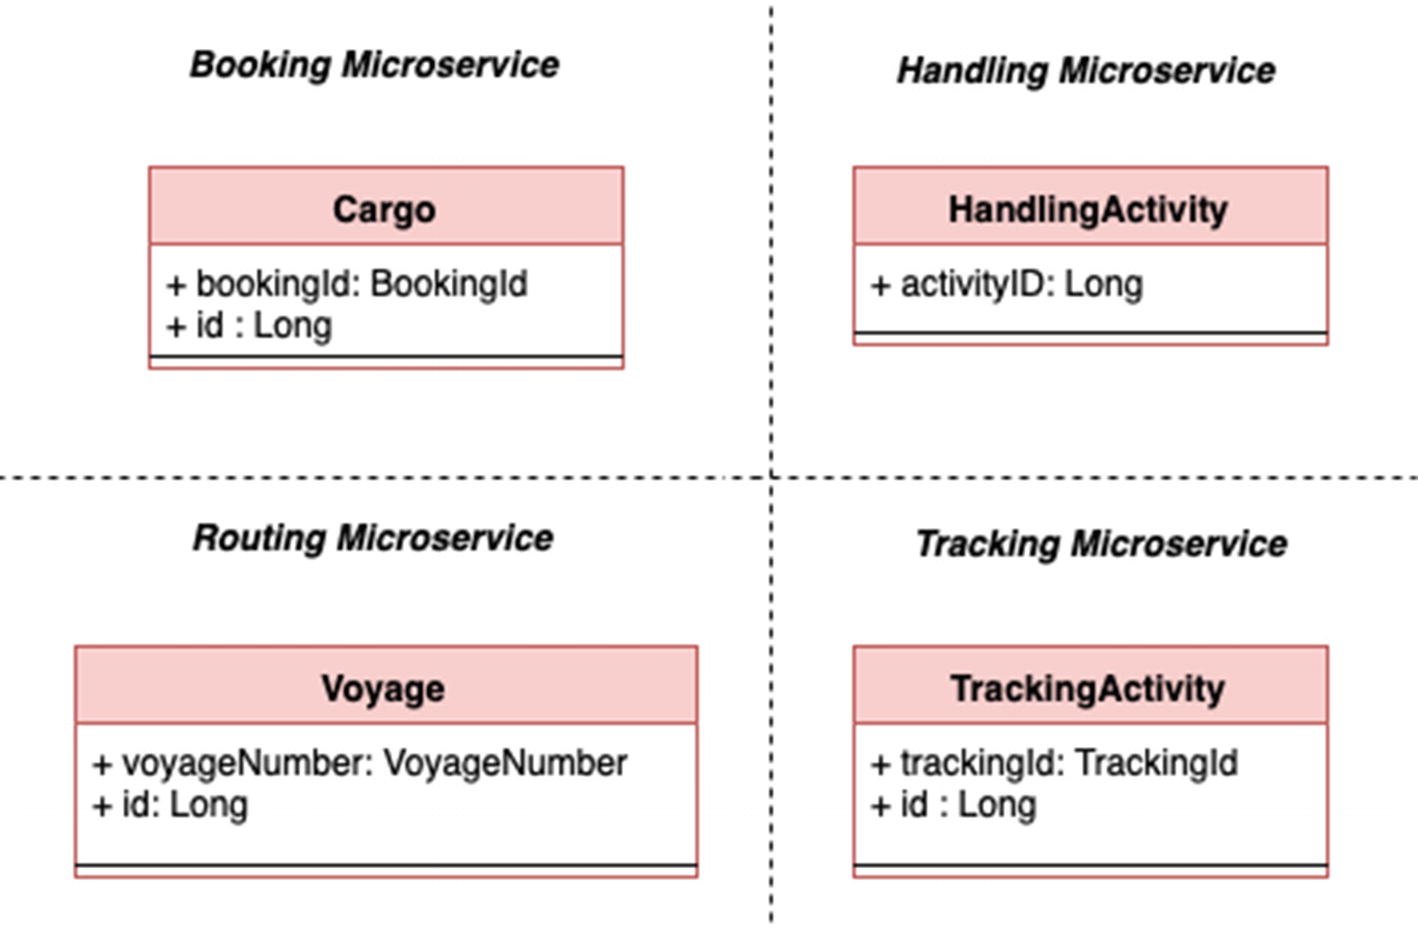 Booking Microservice
Cargo
+ bookingId: BookingId
+ id : Long
Handling Microservice
HandlingActivity
+ activityID: Long
Routing Microservice
Voyage
+ voyageNumber: VoyageNumber
+ id: Long
Tracking Microservice
TrackingActivity
+ trackingId: TrackingId
+ id : Long